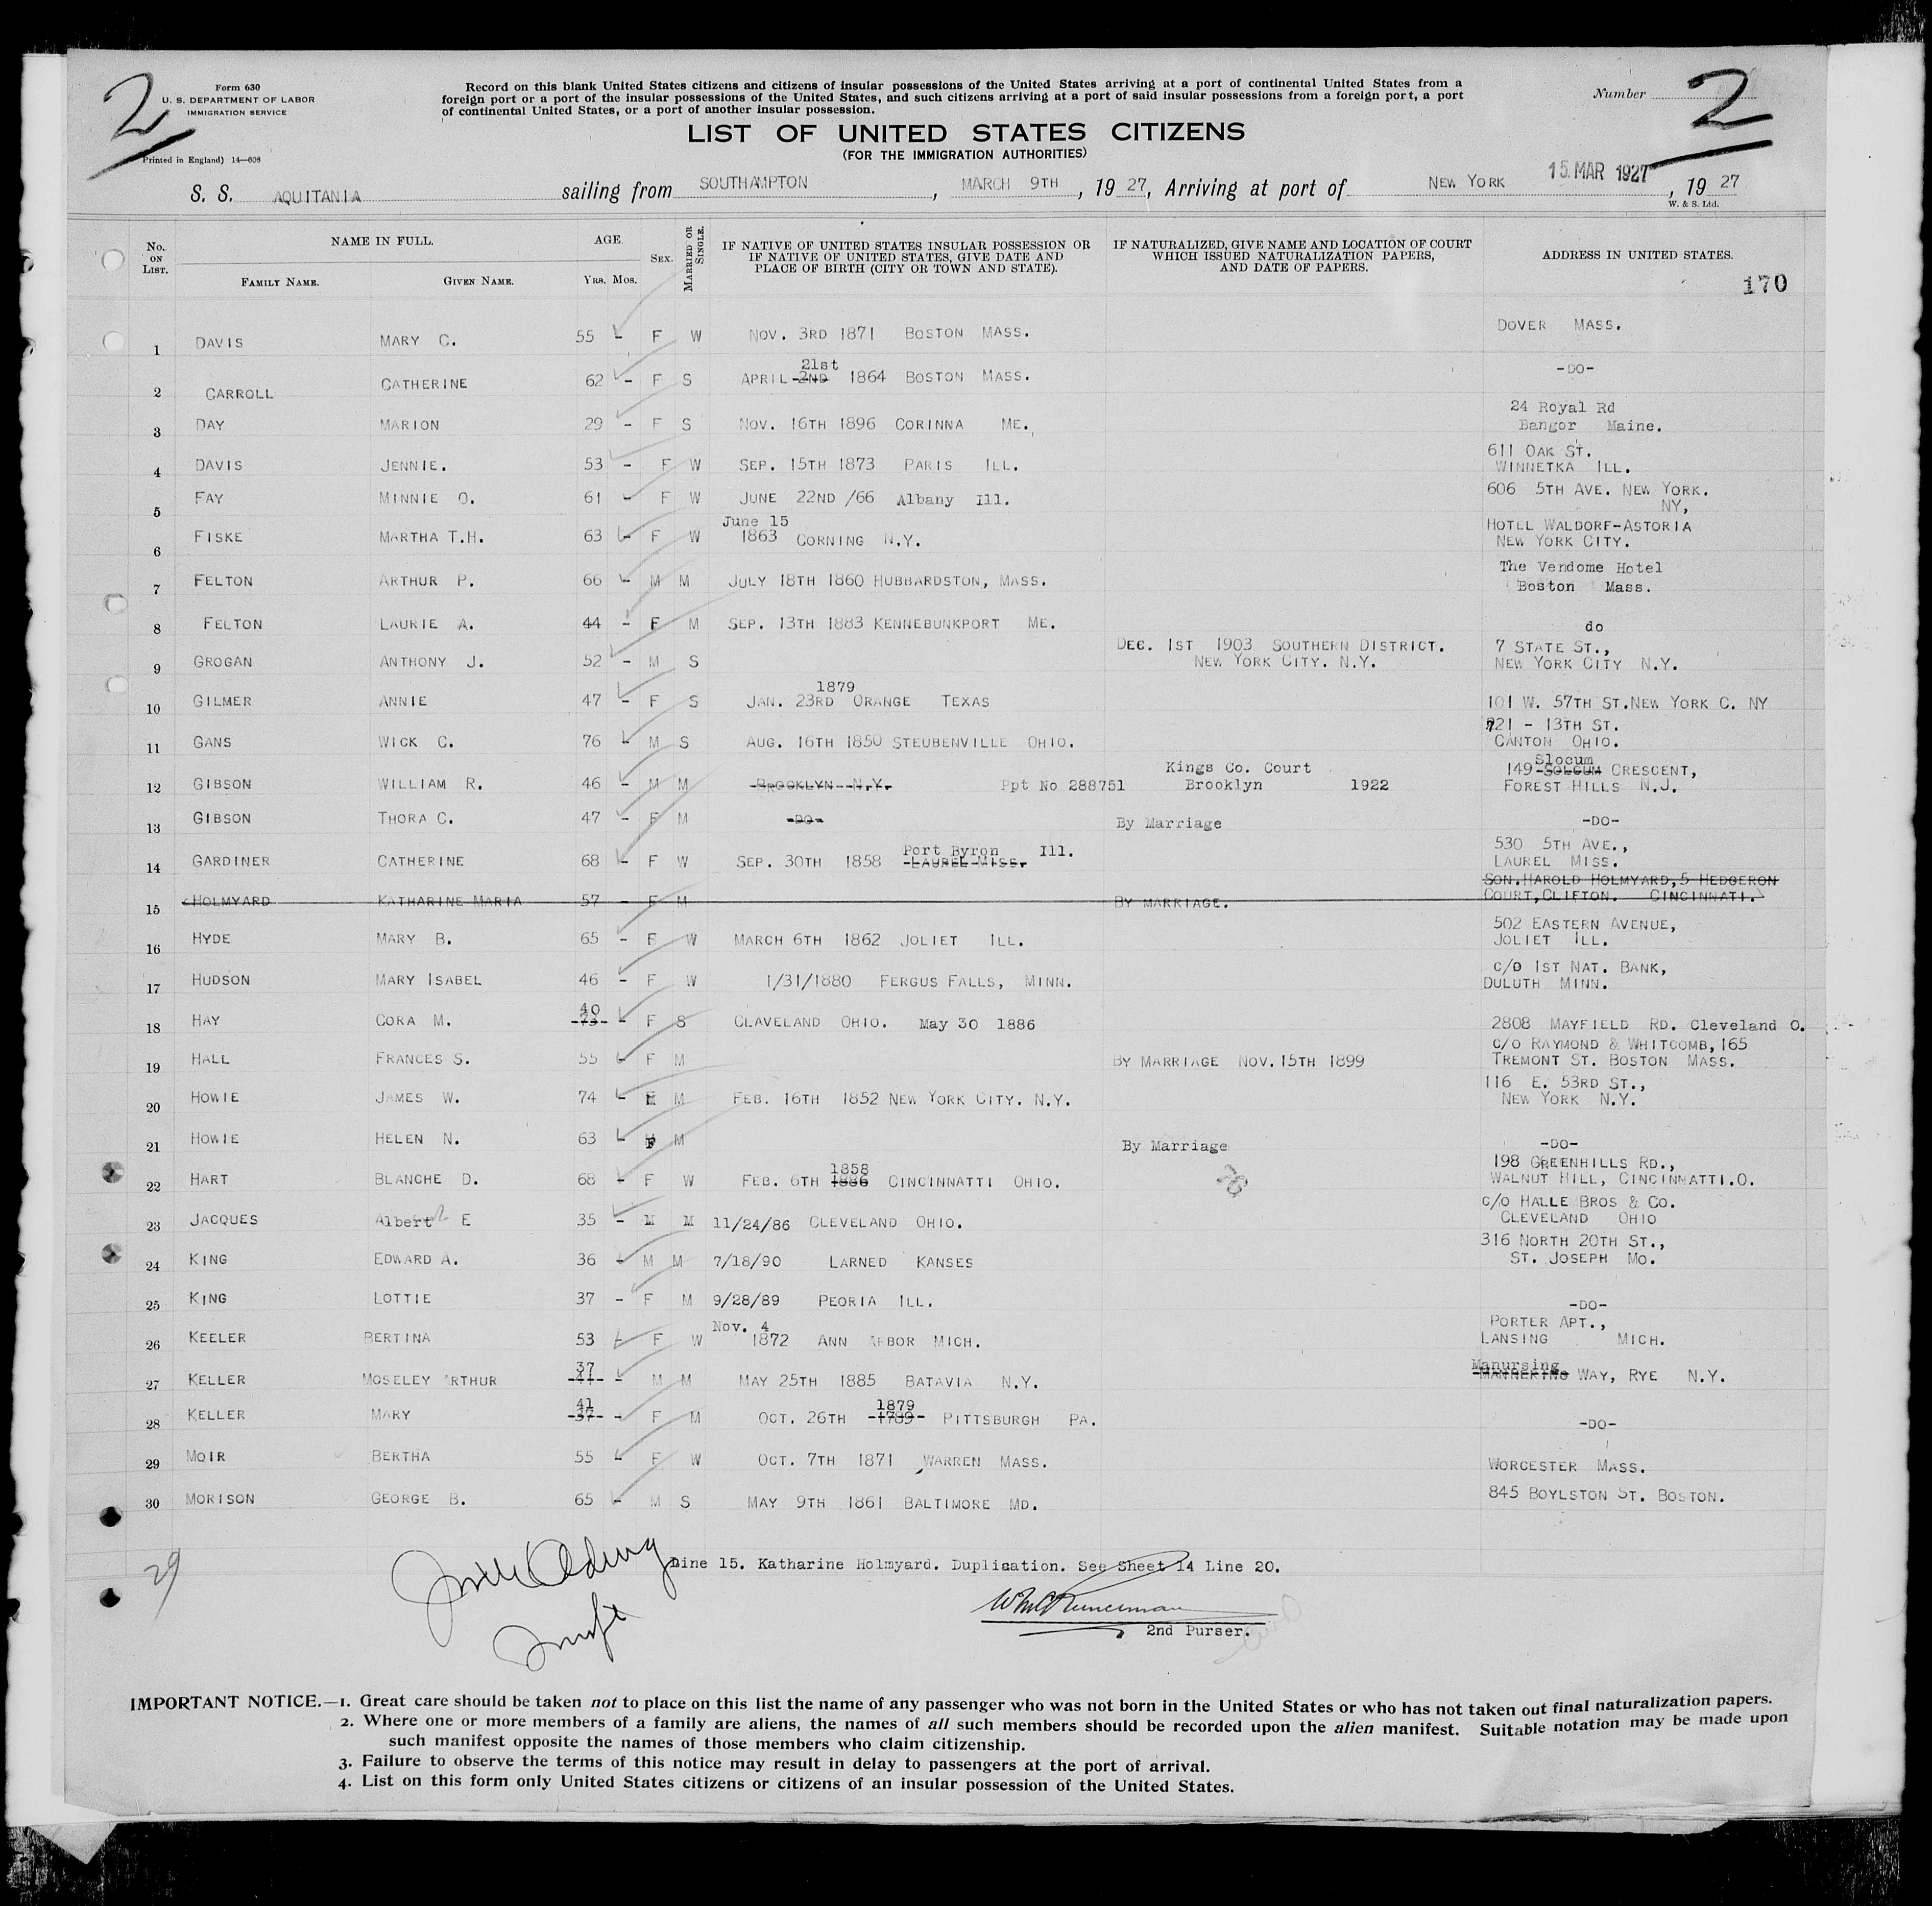 2
Form 630
U. S. DEPARTMENT OF LABOR
IMMIGRATION SERVICE
Printed in England) 14—608
Record on this blank United States citizens and citizens of insular possessions of the United States arriving at a port of continental United States from a
foreign port or a port of the insular possessions of the United States, and such citizens arriving at a port of said insular possessions from a foreign port, a port
of continental United States, or a port of another insular possession.
Number 2
LIST OF UNITED STATES CITIZENS
(FOR THE IMMIGRATION AUTHORITIES)
S. S. AQUITANIA sailing from SOUTHAMPTON, MARCH 9TH, 19 27, Arriving at port of NEW YORK 15 MAR 1927, 19 27
W. & S. Ltd.
No. ON LIST. NAME IN FULL. FAMILY NAME. GIVEN NAME. AGE. YRS. MOS. SEX. MARRIED OR SINGLE. IF NATIVE OF UNITED STATES INSULAR POSSESSION OR IF NATIVE OF UNITED STATES, GIVE DATE AND PLACE OF BIRTH (CITY OR TOWN AND STATE). IF NATURALIZED, GIVE NAME AND LOCATION OF COURT WHICH ISSUED NATURALIZATION PAPERS, AND DATE OF PAPERS. ADDRESS IN UNITED STATES.
170
1 DAVIS MARY C. 55 - F W NOV. 3RD 1871 BOSTON MASS. DOVER MASS.
2 CARROLL CATHERINE 62 - F S APRIL 2ND 21st 1864 BOSTON MASS. -DO-
3 DAY MARION 29 - F S NOV. 16TH 1896 CORINNA ME. 24 Royal Rd Bangor Maine.
4 DAVIS JENNIE. 53 - F W SEP. 15TH 1873 PARIS ILL. 611 OAK ST. WINNETKA ILL.
5 FAY MINNIE O. 61 - F W JUNE 22ND /66 Albany Ill. 606 5TH AVE. NEW YORK. NY,
6 FISKE MARTHA T.H. 63 - F W June 15 1863 CORNING N.Y. HOTEL WALDORF-ASTORIA NEW YORK CITY.
7 FELTON ARTHUR P. 66 - M M JULY 18TH 1860 HUBBARDSTON, MASS. The Vendome Hotel Boston Mass.
8 FELTON LAURIE A. 44 - F M SEP. 13TH 1883 KENNEBUNKPORT ME. do
9 GROGAN ANTHONY J. 52 - M S DEC. 1ST 1903 SOUTHERN DISTRICT. NEW YORK CITY. N.Y. 7 STATE ST., NEW YORK CITY N.Y.
10 GILMER ANNIE 47 - F S JAN. 23RD 1879 ORANGE TEXAS 101 W. 57TH ST.NEW YORK C. NY
11 GANS WICK C. 76 - M S AUG. 16TH 1850 STEUBENVILLE OHIO. 721 - 13TH ST. CANTON OHIO.
12 GIBSON WILLIAM R. 46 - M M BROOKLYN N.Y. Ppt No 288751 Kings Co. Court Brooklyn 1922 149 SOLCUM Slocum CRESCENT, FOREST HILLS N.J.
13 GIBSON THORA C. 47 - F M -DO- By Marriage -DO-
14 GARDINER CATHERINE 68 - F W SEP. 30TH 1858 LAUREL MISS. Port Byron Ill. 530 5TH AVE., LAUREL MISS.
15 HOLMYARD KATHARINE MARIA 57 - F M BY MARRIAGE. SON.HAROLD HOLMYARD,5 HEDGERON COURT,CLIFTON. CINCINNATI.
16 HYDE MARY B. 65 - F W MARCH 6TH 1862 JOLIET ILL. 502 EASTERN AVENUE, JOLIET ILL.
17 HUDSON MARY ISABEL 46 - F W 1/31/1880 FERGUS FALLS, MINN. C/O 1ST NAT. BANK, DULUTH MINN.
18 HAY CORA M. 73 40 - F S CLAVELAND OHIO. May 30 1886 2808 MAYFIELD RD. Cleveland O.
19 HALL FRANCES S. 55 - F M BY MARRIAGE NOV.15TH 1899 C/O RAYMOND & WHITCOMB,165 TREMONT ST. BOSTON MASS.
20 HOWIE JAMES W. 74 - M M FEB. 16TH 1852 NEW YORK CITY. N.Y. 116 E. 53RD ST., NEW YORK N.Y.
21 HOWIE HELEN N. 63 - F M By Marriage -DO-
22 HART BLANCHE D. 68 - F W FEB. 6TH 1886 1858 CINCINNATTI OHIO. 198 GREENHILLS RD., WALNUT HILL, CINCINNATTI.O.
23 JACQUES Albert E 35 - M M 11/24/86 CLEVELAND OHIO. C/O HALLE BROS & CO. CLEVELAND OHIO
24 KING EDWARD A. 36 - M M 7/18/90 LARNED KANSES 316 NORTH 20TH ST., ST. JOSEPH MO.
25 KING LOTTIE 37 - F M 9/28/89 PEORIA ILL. -DO-
26 KEELER BERTINA 53 - F W Nov. 4 1872 ANN ARBOR MICH. PORTER APT., LANSING MICH.
27 KELLER MOSELEY ARTHUR 41 37 - M M MAY 25TH 1885 BATAVIA N.Y. Manursing WAY, RYE N.Y.
28 KELLER MARY 37 41 - F M OCT. 26TH 1789 1879 PITTSBURGH PA. -DO-
29 MOIR BERTHA 55 - F W OCT. 7TH 1871 WARREN MASS. WORCESTER MASS.
30 MORISON GEORGE B. 65 - M S MAY 9TH 1861 BALTIMORE MD. 845 BOYLSTON ST. BOSTON.
29
Line 15. Katharine Holmyard. Duplication. See Sheet 14 Line 20.
2nd Purser.
IMPORTANT NOTICE.—1. Great care should be taken not to place on this list the name of any passenger who was not born in the United States or who has not taken out final naturalization papers.
2. Where one or more members of a family are aliens, the names of all such members should be recorded upon the alien manifest. Suitable notation may be made upon
such manifest opposite the names of those members who claim citizenship.
3. Failure to observe the terms of this notice may result in delay to passengers at the port of arrival.
4. List on this form only United States citizens or citizens of an insular possession of the United States.